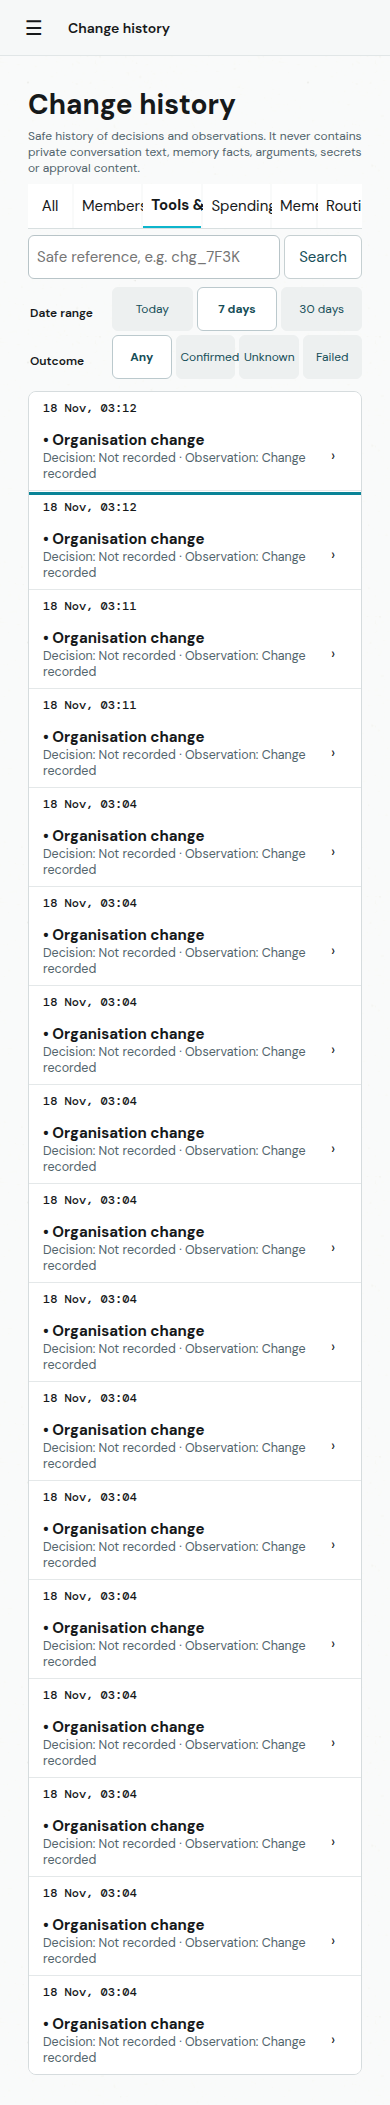 ☰ Change history
Change history
Safe history of decisions and observations. It never contains
private conversation text, memory facts, arguments, secrets
or approval content.
All Members Tools & Spending Memo Routi
Safe reference, e.g. chg_7F3K Search
Date range Today 7 days 30 days
Outcome Any Confirmed Unknown Failed
18 Nov, 03:12
• Organisation change
Decision: Not recorded · Observation: Change ›
recorded
18 Nov, 03:12
• Organisation change
Decision: Not recorded · Observation: Change ›
recorded
18 Nov, 03:11
• Organisation change
Decision: Not recorded · Observation: Change ›
recorded
18 Nov, 03:11
• Organisation change
Decision: Not recorded · Observation: Change ›
recorded
18 Nov, 03:04
• Organisation change
Decision: Not recorded · Observation: Change ›
recorded
18 Nov, 03:04
• Organisation change
Decision: Not recorded · Observation: Change ›
recorded
18 Nov, 03:04
• Organisation change
Decision: Not recorded · Observation: Change ›
recorded
18 Nov, 03:04
• Organisation change
Decision: Not recorded · Observation: Change ›
recorded
18 Nov, 03:04
• Organisation change
Decision: Not recorded · Observation: Change ›
recorded
18 Nov, 03:04
• Organisation change
Decision: Not recorded · Observation: Change ›
recorded
18 Nov, 03:04
• Organisation change
Decision: Not recorded · Observation: Change ›
recorded
18 Nov, 03:04
• Organisation change
Decision: Not recorded · Observation: Change ›
recorded
18 Nov, 03:04
• Organisation change
Decision: Not recorded · Observation: Change ›
recorded
18 Nov, 03:04
• Organisation change
Decision: Not recorded · Observation: Change ›
recorded
18 Nov, 03:04
• Organisation change
Decision: Not recorded · Observation: Change ›
recorded
18 Nov, 03:04
• Organisation change
Decision: Not recorded · Observation: Change ›
recorded
18 Nov, 03:04
• Organisation change
Decision: Not recorded · Observation: Change ›
recorded